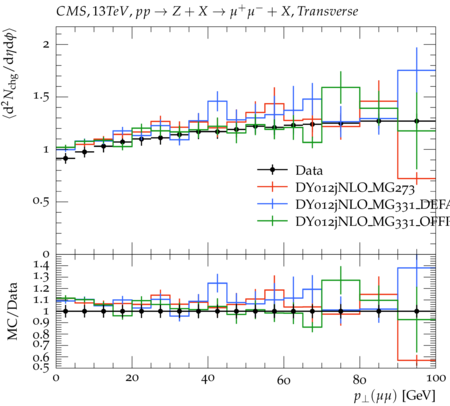 CMS, 13TeV, pp → Z + X → μ⁺μ⁻ + X, Transverse
⟨d²N_chg/dηdϕ⟩
2
1.5
1
0.5
0
Data
DY012jNLO_MG273
DY012jNLO_MG331_DEFA
DY012jNLO_MG331_OFFF
MC/Data
1.4
1.3
1.2
1.1
1
0.9
0.8
0.7
0.6
0.5
0 20 40 60 80 100
p⊥(μμ) [GeV]